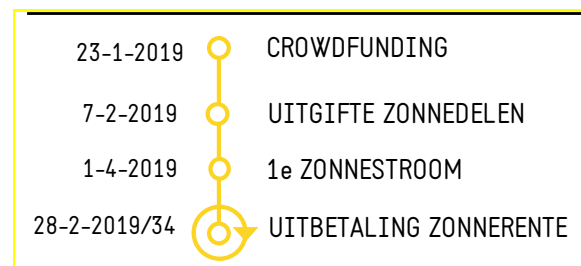 23-1-2019 CROWDFUNDING
7-2-2019 UITGIFTE ZONNEDELEN
1-4-2019 1e ZONNESTROOM
28-2-2019/34 UITBETALING ZONNERENTE